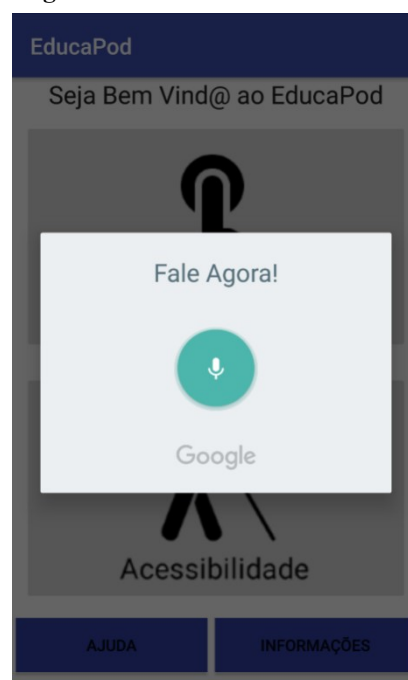 EducaPod
Seja Bem Vind@ ao EducaPod
Fale Agora!
Google
Acessibilidade
AJUDA
INFORMAÇÕES